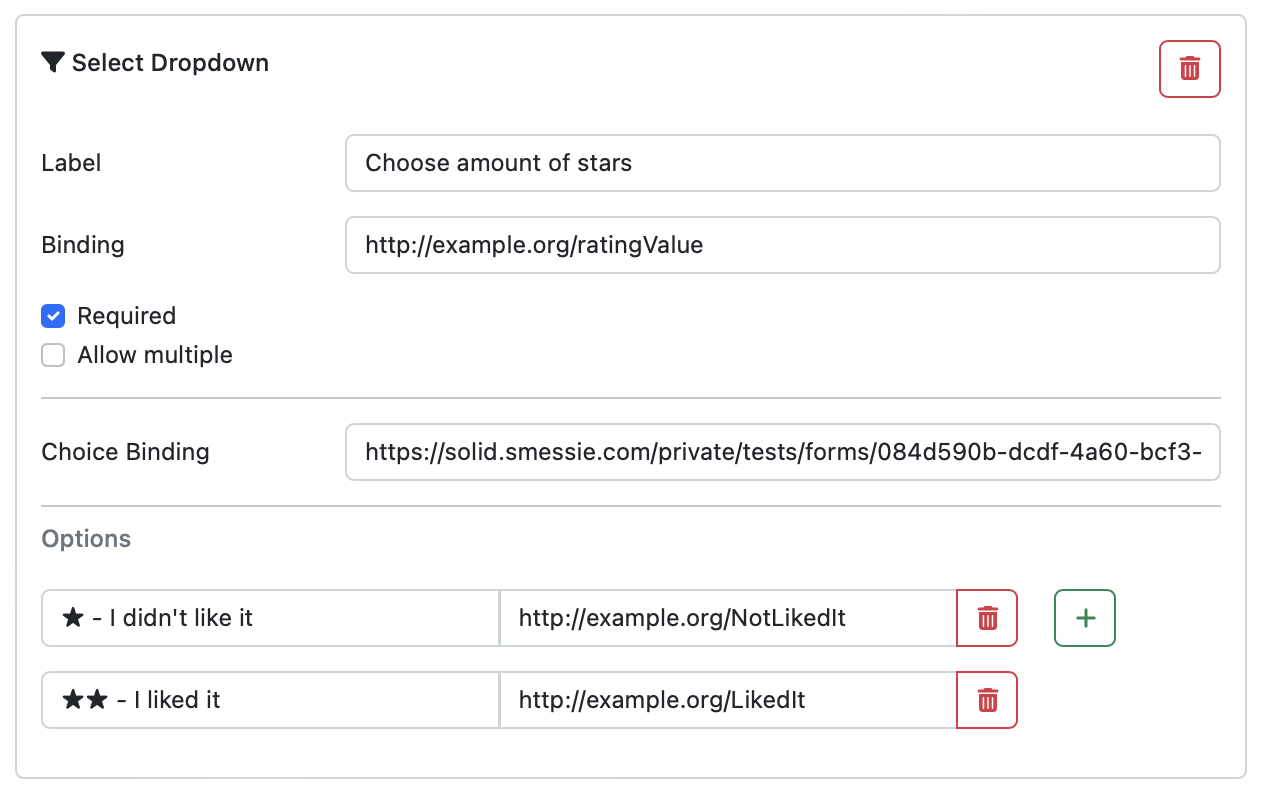 Select Dropdown
Label
Choose amount of stars
Binding
http://example.org/ratingValue
Required
Allow multiple
Choice Binding
https://solid.smessie.com/private/tests/forms/084d590b-dcdf-4a60-bcf3-
Options
★ - I didn't like it
http://example.org/NotLikedIt
★★ - I liked it
http://example.org/LikedIt